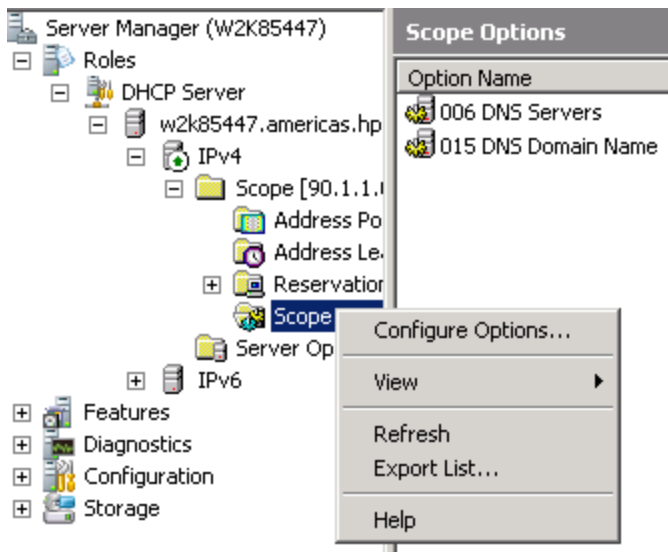 Server Manager (W2K85447)
Roles
DHCP Server
w2k85447.americas.hp
IPv4
Scope [90.1.1.
Address Po
Address Le
Reservation
Scope
Server Op
IPv6
Features
Diagnostics
Configuration
Storage
Scope Options
Option Name
006 DNS Servers
015 DNS Domain Name
Configure Options...
View
Refresh
Export List...
Help